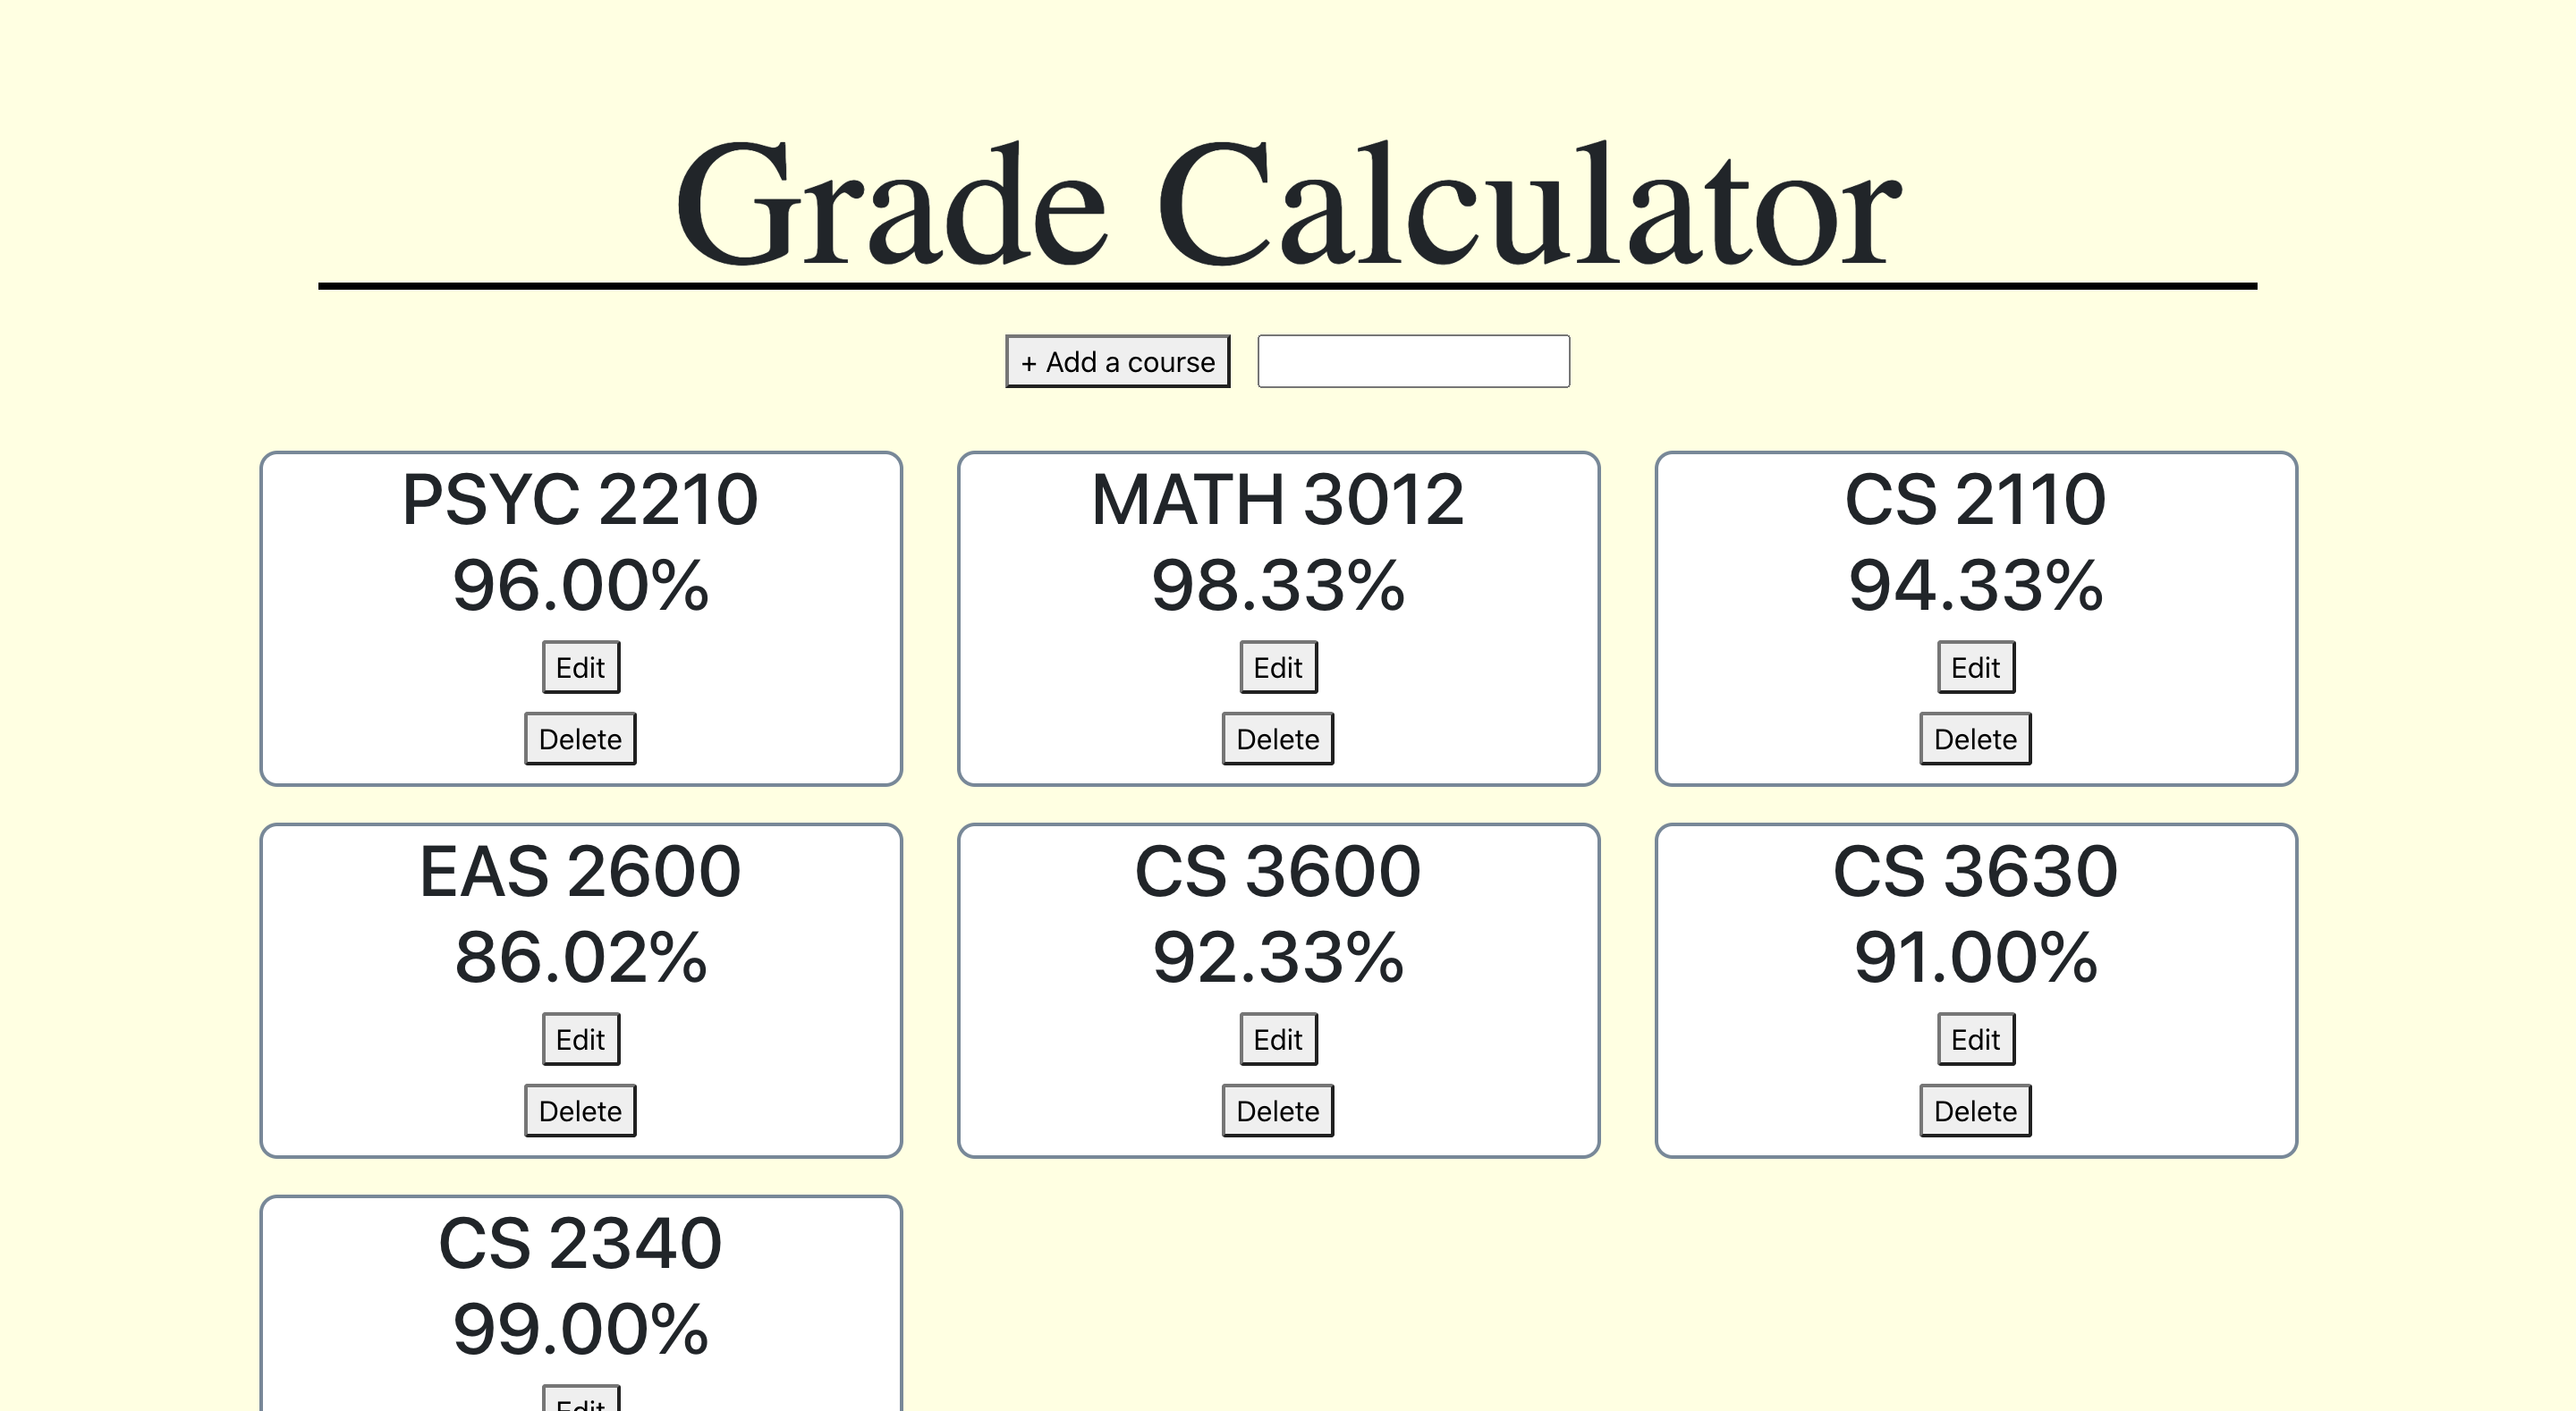 Grade Calculator
+ Add a course
PSYC 2210
96.00%
Edit
Delete
MATH 3012
98.33%
Edit
Delete
CS 2110
94.33%
Edit
Delete
EAS 2600
86.02%
Edit
Delete
CS 3600
92.33%
Edit
Delete
CS 3630
91.00%
Edit
Delete
CS 2340
99.00%
Edit